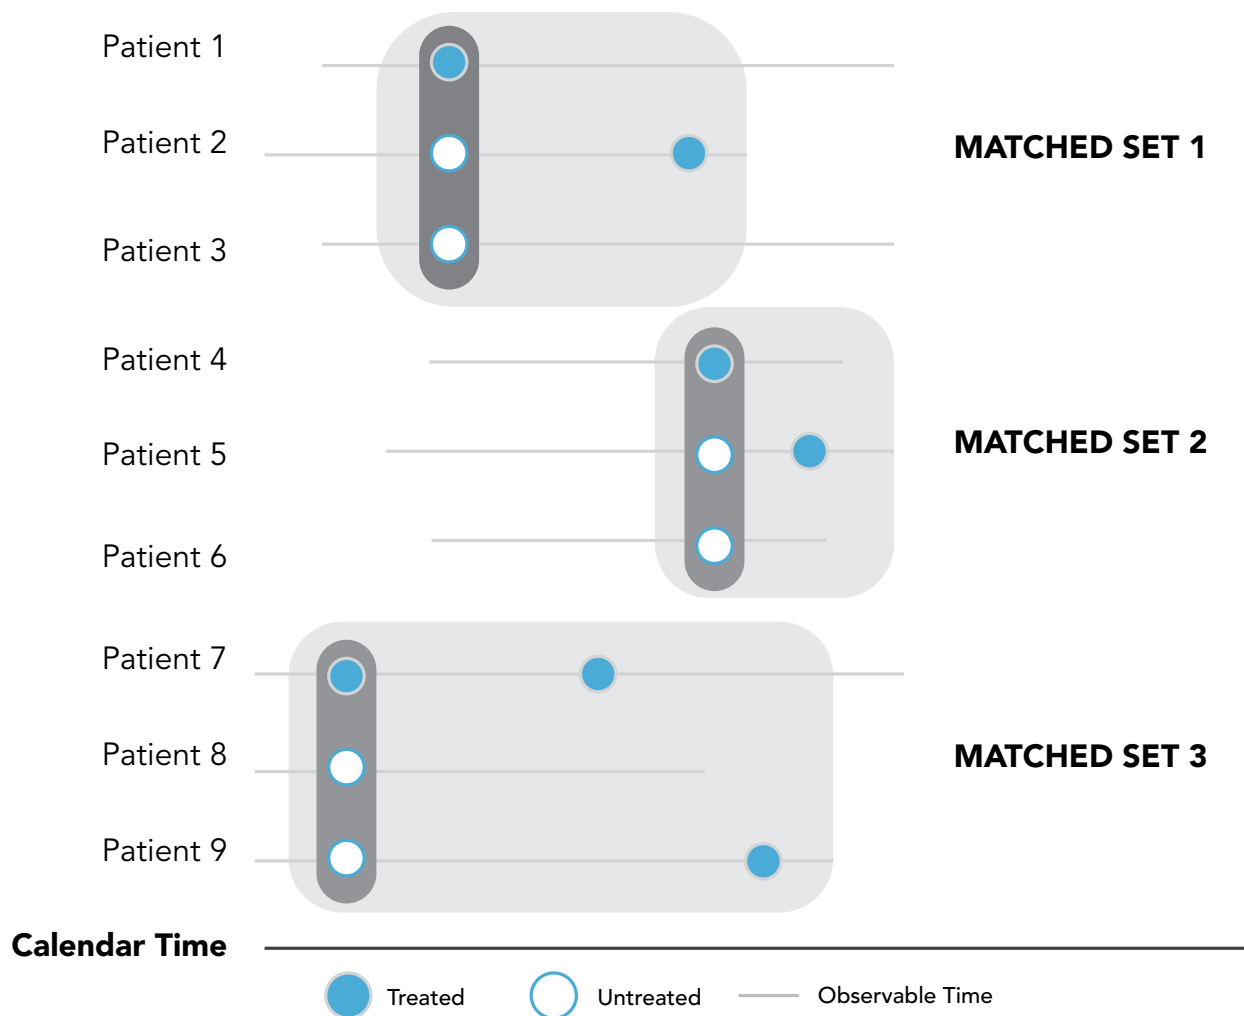 Patient 1
Patient 2
MATCHED SET 1
Patient 3
Patient 4
Patient 5
MATCHED SET 2
Patient 6
Patient 7
Patient 8
MATCHED SET 3
Patient 9
Calendar Time
Treated
Untreated
Observable Time